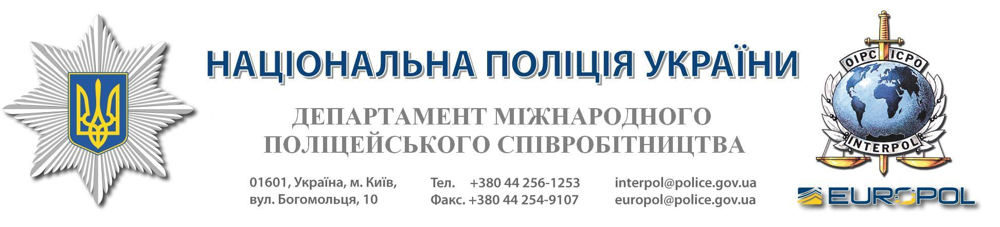 НАЦІОНАЛЬНА ПОЛІЦІЯ УКРАЇНИ
ДЕПАРТАМЕНТ МІЖНАРОДНОГО
ПОЛІЦЕЙСЬКОГО СПІВРОБІТНИЦТВА
01601, Україна, м. Київ,
вул. Богомольця, 10
Тел. +380 44 256-1253
Факс. +380 44 254-9107
interpol@police.gov.ua
europol@police.gov.ua
OIPC ICPO
INTERPOL
EUROPOL